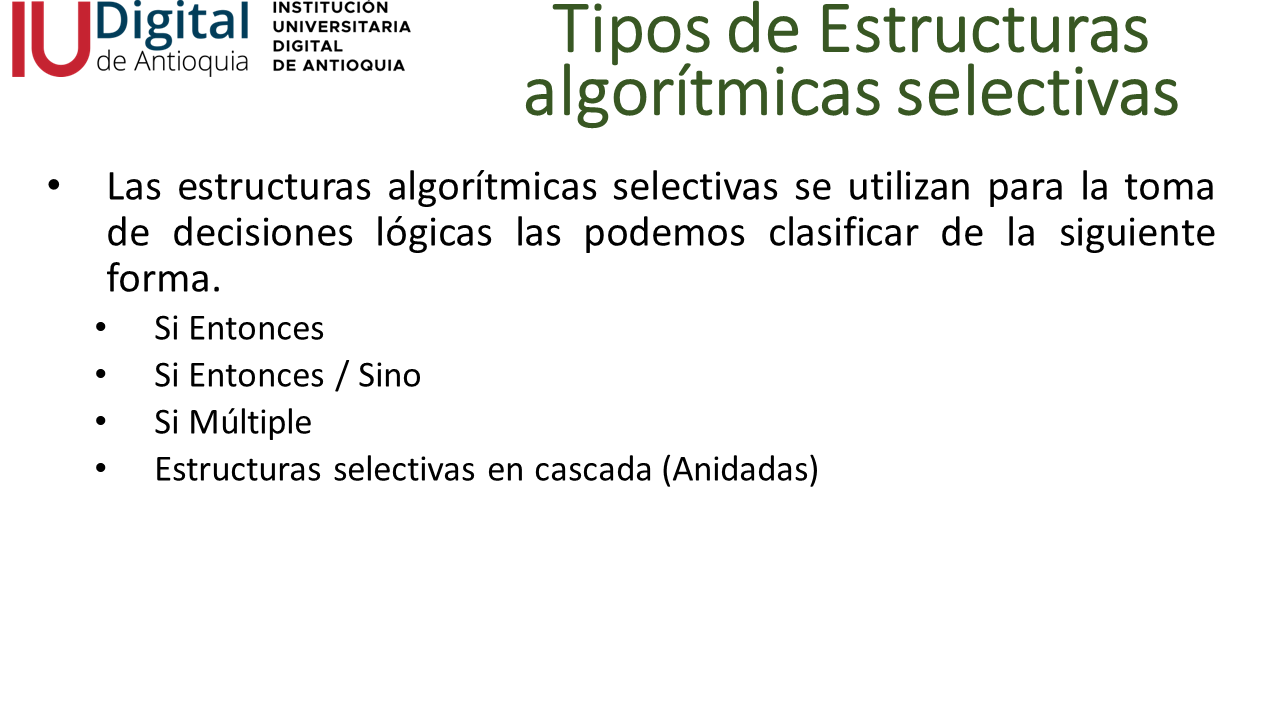 IUDigital
de Antioquia
INSTITUCIÓN
UNIVERSITARIA
DIGITAL
DE ANTIOQUIA
Tipos de Estructuras
algorítmicas selectivas
• Las estructuras algorítmicas selectivas se utilizan para la toma
de decisiones lógicas las podemos clasificar de la siguiente
forma.
• Si Entonces
• Si Entonces / Sino
• Si Múltiple
• Estructuras selectivas en cascada (Anidadas)